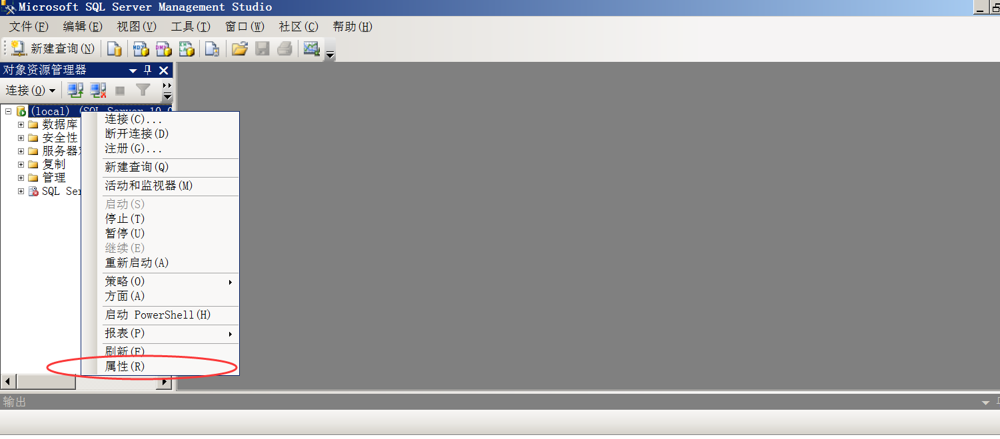 Microsoft SQL Server Management Studio
文件(F) 编辑(E) 视图(V) 工具(T) 窗口(W) 社区(C) 帮助(H)
新建查询(N)
对象资源管理器
连接(O)
(local) (SQL Server 10.0
数据库
安全性
服务器
复制
管理
SQL Ser
连接(C)...
断开连接(D)
注册(G)...
新建查询(Q)
活动和监视器(M)
启动(S)
停止(T)
暂停(U)
继续(E)
重新启动(A)
策略(O)
方面(A)
启动 PowerShell(H)
报表(P)
刷新(F)
属性(R)
输出